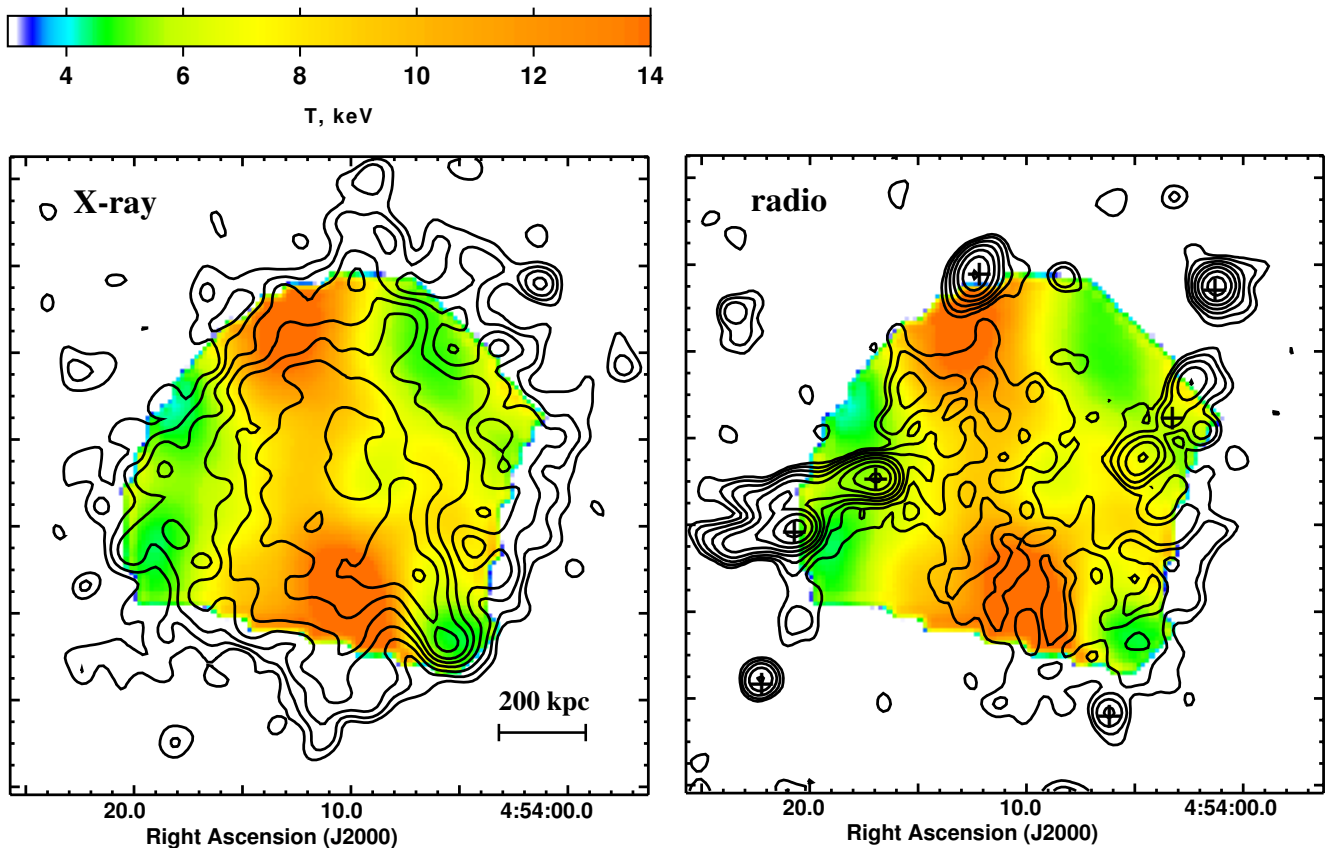 4 6 8 10 12 14
T, keV
X-ray
radio
200 kpc
20.0 10.0 4:54:00.0
20.0 10.0 4:54:00.0
Right Ascension (J2000)
Right Ascension (J2000)